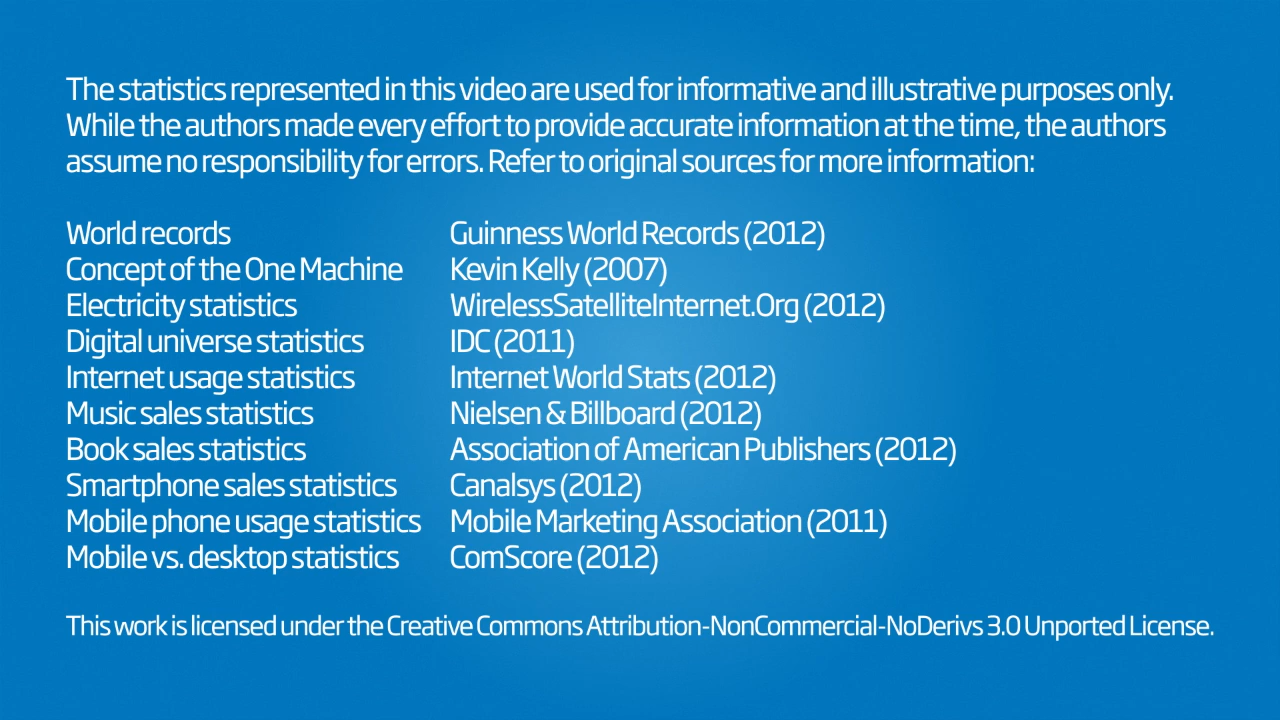 The statistics represented in this video are used for informative and illustrative purposes only.
While the authors made every effort to provide accurate information at the time, the authors
assume no responsibility for errors. Refer to original sources for more information:
World records Guinness World Records (2012)
Concept of the One Machine Kevin Kelly (2007)
Electricity statistics WirelessSatelliteInternet.Org (2012)
Digital universe statistics IDC (2011)
Internet usage statistics Internet World Stats (2012)
Music sales statistics Nielsen & Billboard (2012)
Book sales statistics Association of American Publishers (2012)
Smartphone sales statistics Canalsys (2012)
Mobile phone usage statistics Mobile Marketing Association (2011)
Mobile vs. desktop statistics ComScore (2012)
This work is licensed under the Creative Commons Attribution-NonCommercial-NoDerivs 3.0 Unported License.